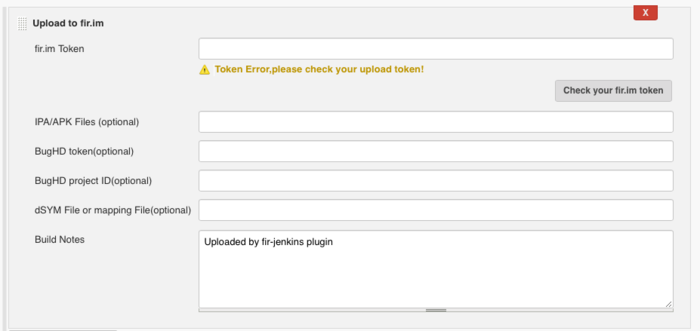 X
Upload to fir.im
fir.im Token
Token Error,please check your upload token!
Check your fir.im token
IPA/APK Files (optional)
BugHD token(optional)
BugHD project ID(optional)
dSYM File or mapping File(optional)
Build Notes
Uploaded by fir-jenkins plugin